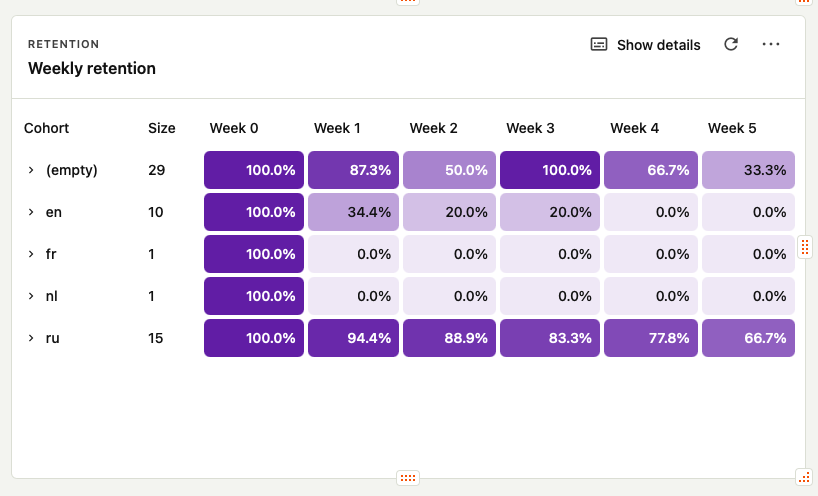 RETENTION
Weekly retention
Show details
Cohort Size Week 0 Week 1 Week 2 Week 3 Week 4 Week 5
(empty) 29 100.0% 87.3% 50.0% 100.0% 66.7% 33.3%
en 10 100.0% 34.4% 20.0% 20.0% 0.0% 0.0%
fr 1 100.0% 0.0% 0.0% 0.0% 0.0% 0.0%
nl 1 100.0% 0.0% 0.0% 0.0% 0.0% 0.0%
ru 15 100.0% 94.4% 88.9% 83.3% 77.8% 66.7%